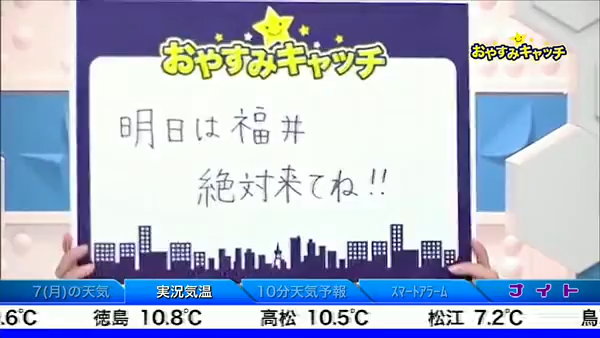 おやすみキャッチ
おやすみキャッチ
明日は福井
絶対来てね!!
7(月)の天気 実況気温 10分天気予報 スマートアラーム ナイト
.6℃ 徳島 10.8℃ 高松 10.5℃ 松江 7.2℃ 鳥